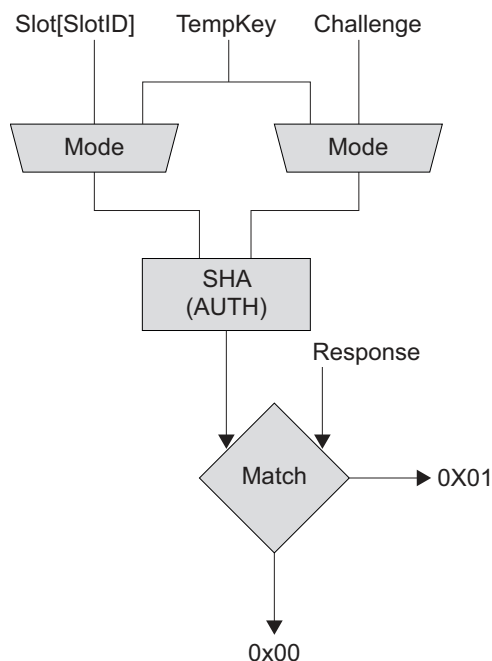 Slot[SlotID]
TempKey
Challenge
Mode
Mode
SHA
(AUTH)
Response
Match
0X01
0x00